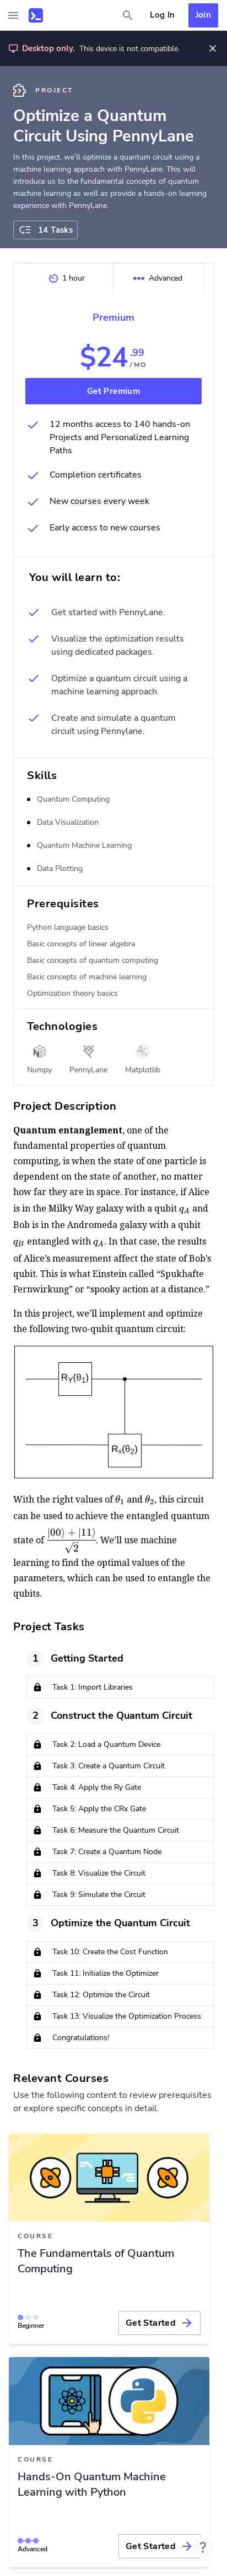 Log In
Join
Desktop only. This device is not compatible.
PROJECT
Optimize a Quantum
Circuit Using PennyLane
In this project, we'll optimize a quantum circuit using a
machine learning approach with PennyLane. This will
introduce us to the fundamental concepts of quantum
machine learning as well as provide a hands-on learning
experience with PennyLane.
14 Tasks
1 hour
Advanced
Premium
$24.99
/ MO
Get Premium
12 months access to 140 hands-on
Projects and Personalized Learning
Paths
Completion certificates
New courses every week
Early access to new courses
You will learn to:
Get started with PennyLane.
Visualize the optimization results
using dedicated packages.
Optimize a quantum circuit using a
machine learning approach.
Create and simulate a quantum
circuit using Pennylane.
Skills
Quantum Computing
Data Visualization
Quantum Machine Learning
Data Plotting
Prerequisites
Python language basics
Basic concepts of linear algebra
Basic concepts of quantum computing
Basic concepts of machine learning
Optimization theory basics
Technologies
Numpy
PennyLane
Matplotlib
Project Description
Quantum entanglement, one of the
fundamental properties of quantum
computing, is when the state of one particle is
dependent on the state of another, no matter
how far they are in space. For instance, if Alice
is in the Milky Way galaxy with a qubit q_A and
Bob is in the Andromeda galaxy with a qubit
q_B entangled with q_A. In that case, the results
of Alice's measurement affect the state of Bob's
qubit. This is what Einstein called “Spukhafte
Fernwirkung” or “spooky action at a distance.”
In this project, we'll implement and optimize
the following two-qubit quantum circuit:
R_Y(θ1)
R_x(θ2)
With the right values of θ1 and θ2, this circuit
can be used to achieve the entangled quantum
state of |00⟩ + |11⟩ / √2. We'll use machine
learning to find the optimal values of the
parameters, which can be used to entangle the
qubits.
Project Tasks
1 Getting Started
Task 1: Import Libraries
2 Construct the Quantum Circuit
Task 2: Load a Quantum Device
Task 3: Create a Quantum Circuit
Task 4: Apply the Ry Gate
Task 5: Apply the CRx Gate
Task 6: Measure the Quantum Circuit
Task 7: Create a Quantum Node
Task 8: Visualize the Circuit
Task 9: Simulate the Circuit
3 Optimize the Quantum Circuit
Task 10: Create the Cost Function
Task 11: Initialize the Optimizer
Task 12: Optimize the Circuit
Task 13: Visualize the Optimization Process
Congratulations!
Relevant Courses
Use the following content to review prerequisites
or explore specific concepts in detail.
COURSE
The Fundamentals of Quantum
Computing
Beginner
Get Started
COURSE
Hands-On Quantum Machine
Learning with Python
Advanced
Get Started
?